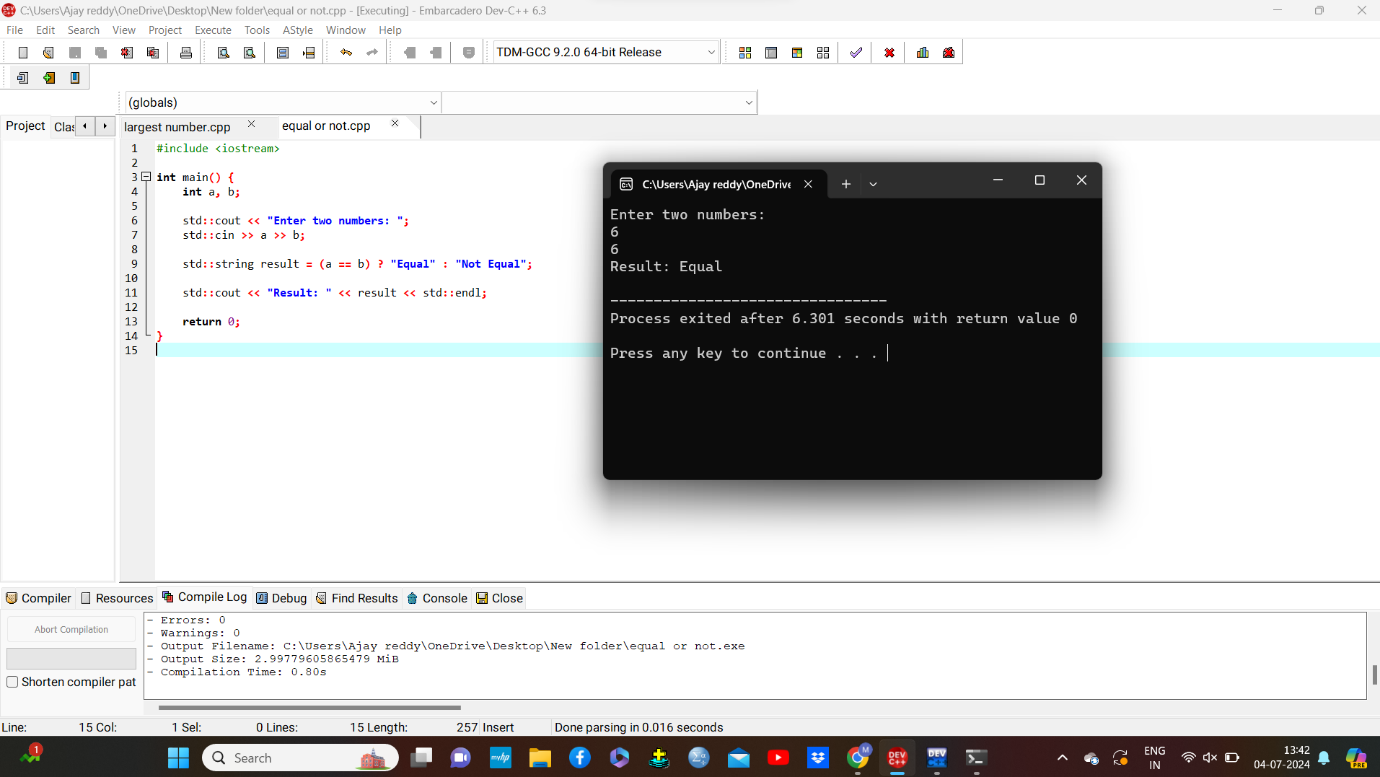 C:\Users\Ajay reddy\OneDrive\Desktop\New folder\equal or not.cpp - [Executing] - Embarcadero Dev-C++ 6.3
File Edit Search View Project Execute Tools AStyle Window Help
TDM-GCC 9.2.0 64-bit Release
(globals)
Project Clas
largest number.cpp equal or not.cpp
1 #include <iostream>
2
3 int main() {
4 int a, b;
5
6 std::cout << "Enter two numbers: ";
7 std::cin >> a >> b;
8
9 std::string result = (a == b) ? "Equal" : "Not Equal";
10
11 std::cout << "Result: " << result << std::endl;
12
13 return 0;
14 }
15
C:\Users\Ajay reddy\OneDrive
Enter two numbers:
6
6
Result: Equal
--------------------------------
Process exited after 6.301 seconds with return value 0
Press any key to continue . . .
Compiler Resources Compile Log Debug Find Results Console Close
Abort Compilation
Shorten compiler pat
- Errors: 0
- Warnings: 0
- Output Filename: C:\Users\Ajay reddy\OneDrive\Desktop\New folder\equal or not.exe
- Output Size: 2.99779605865479 MiB
- Compilation Time: 0.80s
Line: 15 Col: 1 Sel: 0 Lines: 15 Length: 257 Insert Done parsing in 0.016 seconds
1
Search
myhp
M
DEV C++
DEV
ENG
IN
13:42
04-07-2024
PRE